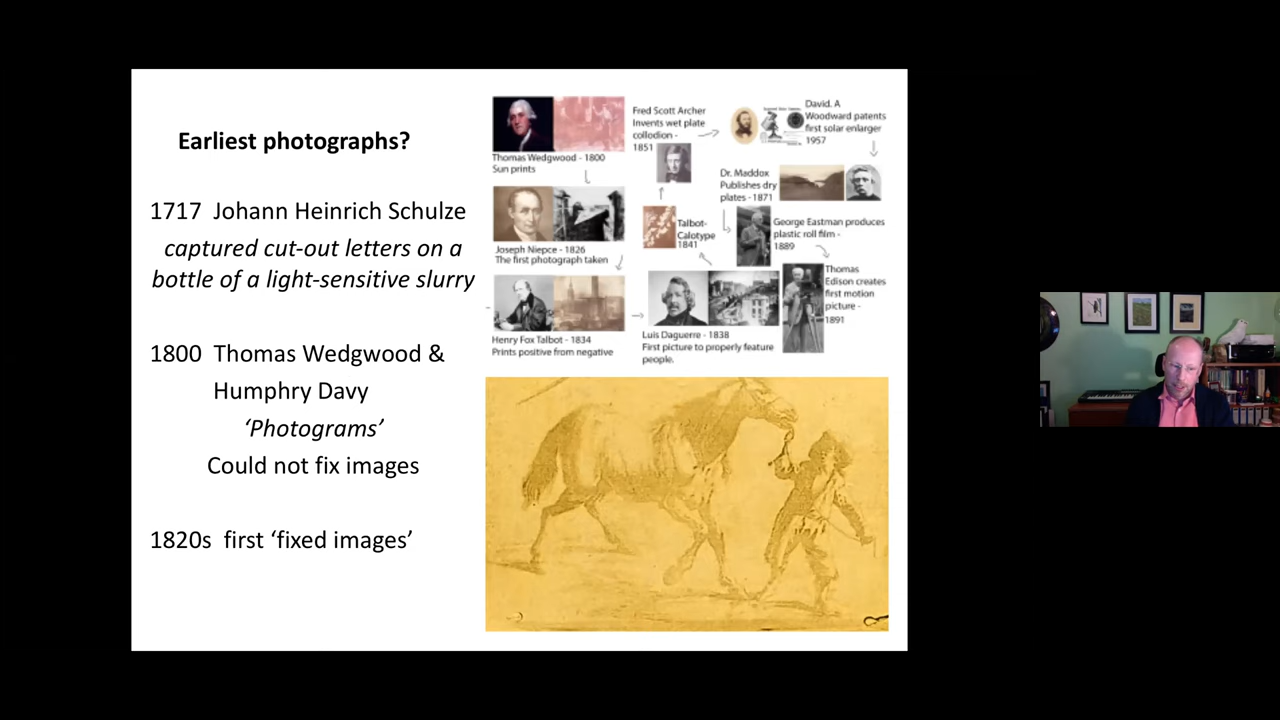 Earliest photographs?
1717 Johann Heinrich Schulze
captured cut-out letters on a
bottle of a light-sensitive slurry
1800 Thomas Wedgwood &
Humphry Davy
‘Photograms’
Could not fix images
1820s first ‘fixed images’
Thomas Wedgwood - 1800
Sun prints
Joseph Niepce - 1826
The first photograph taken
Henry Fox Talbot - 1834
Prints positive from negative
Luis Daguerre - 1838
First picture to properly feature
people.
Talbot-
Calotype
1841
Fred Scott Archer
Invents wet plate
collodion -
1851
David. A
Woodward patents
first solar enlarger
1957
Dr. Maddox
Publishes dry
plates - 1871
George Eastman produces
plastic roll film -
1889
Thomas
Edison creates
first motion
picture -
1891